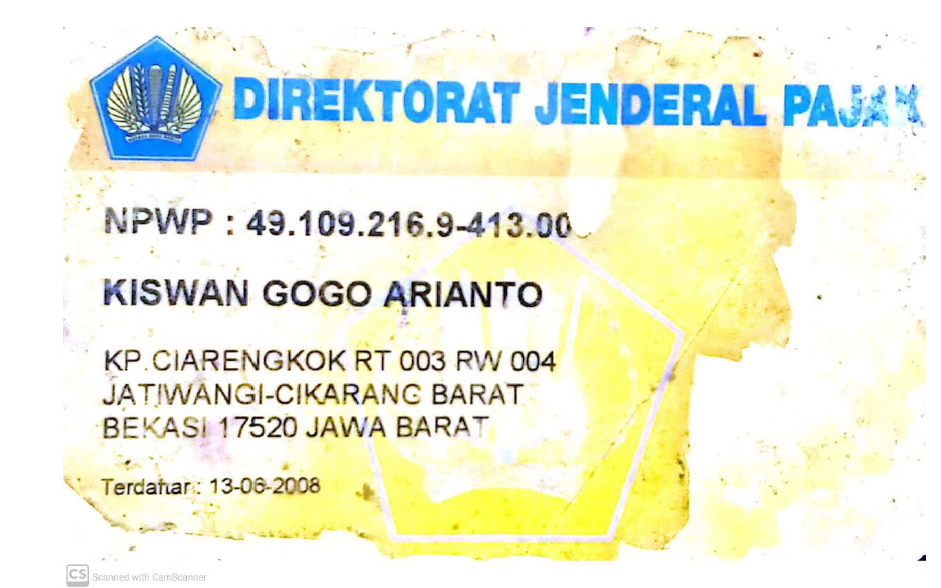 DIREKTORAT JENDERAL PAJAK
NPWP : 49.109.216.9-413.00
KISWAN GOGO ARIANTO
KP.CIARENGKOK RT 003 RW 004
JATIWANGI-CIKARANG BARAT
BEKASI 17520 JAWA BARAT
Terdaftar : 13-06-2008
CS Scanned with CamScanner